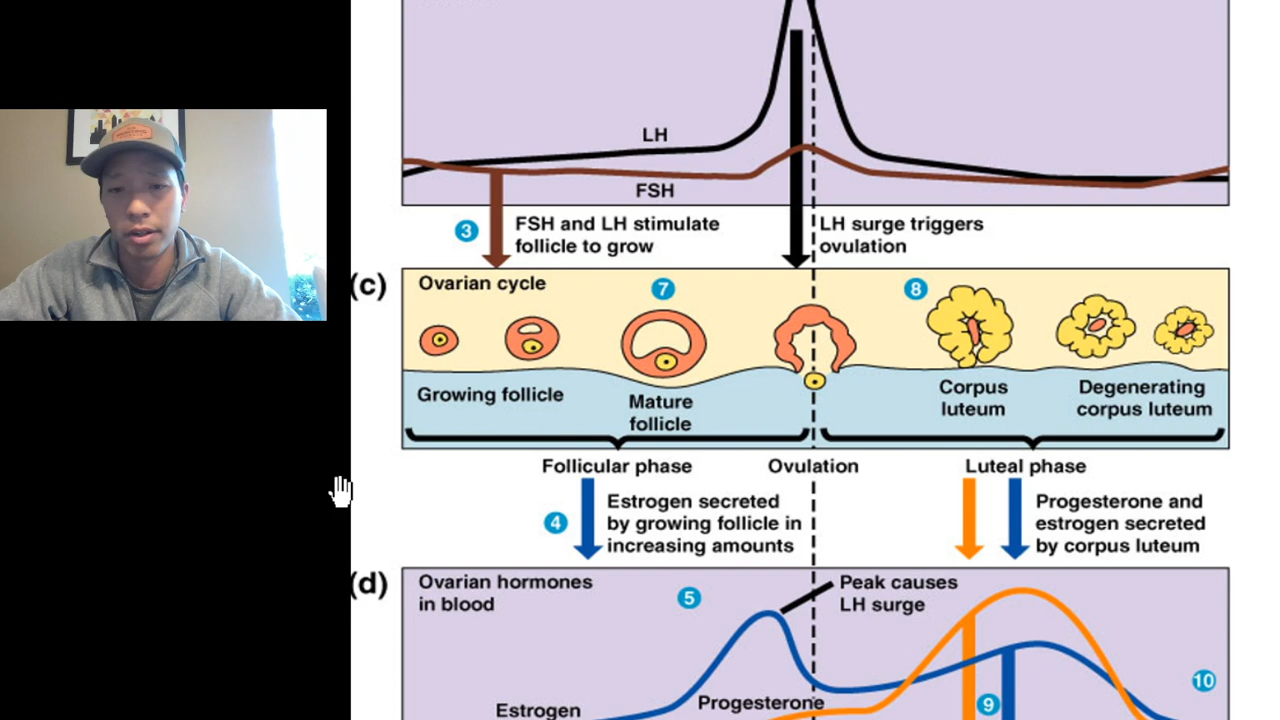 LH
FSH
3
FSH and LH stimulate
follicle to grow
LH surge triggers
ovulation
(c)
Ovarian cycle
7
8
Growing follicle
Mature
follicle
Corpus
luteum
Degenerating
corpus luteum
Follicular phase
Ovulation
Luteal phase
4
Estrogen secreted
by growing follicle in
increasing amounts
Progesterone and
estrogen secreted
by corpus luteum
(d)
Ovarian hormones
in blood
5
Peak causes
LH surge
10
Progesterone
9
Estrogen